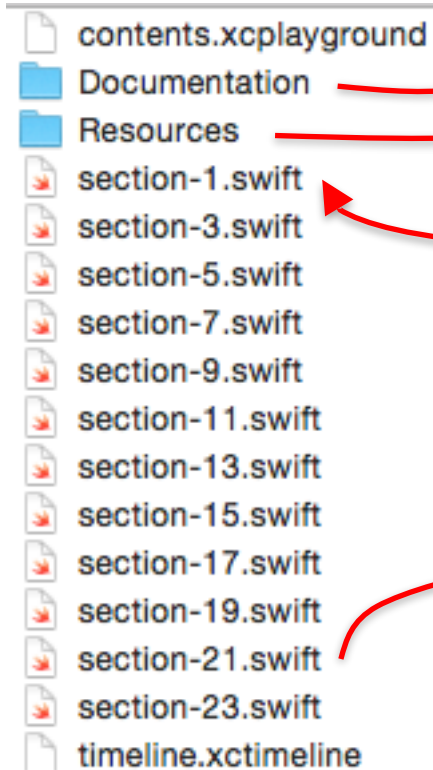 contents.xcplayground
Documentation
Resources
section-1.swift
section-3.swift
section-5.swift
section-7.swift
section-9.swift
section-11.swift
section-13.swift
section-15.swift
section-17.swift
section-19.swift
section-21.swift
section-23.swift
timeline.xctimeline